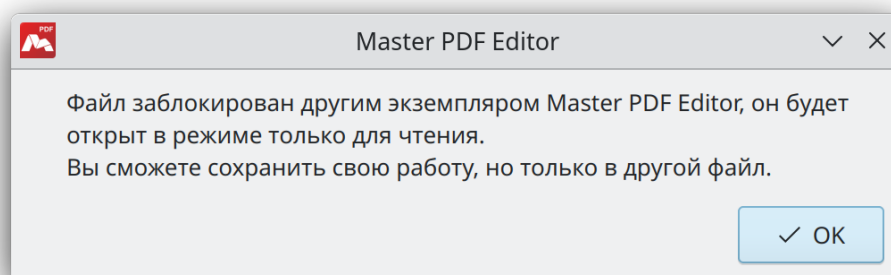 PDF
Master PDF Editor
Файл заблокирован другим экземпляром Master PDF Editor, он будет
открыт в режиме только для чтения.
Вы сможете сохранить свою работу, но только в другой файл.
OK